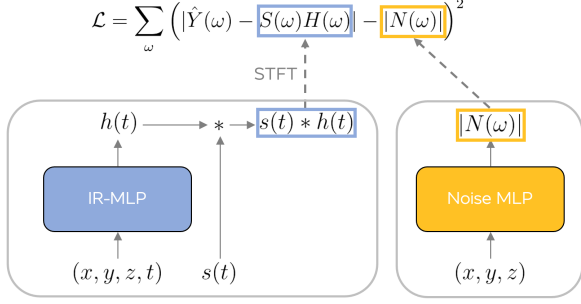 ℒ = ∑_ω (|Ŷ(ω) − S(ω)H(ω)| − |N(ω)|)²
STFT
h(t) * s(t) * h(t)
|N(ω)|
IR-MLP
Noise MLP
(x, y, z, t) s(t)
(x, y, z)